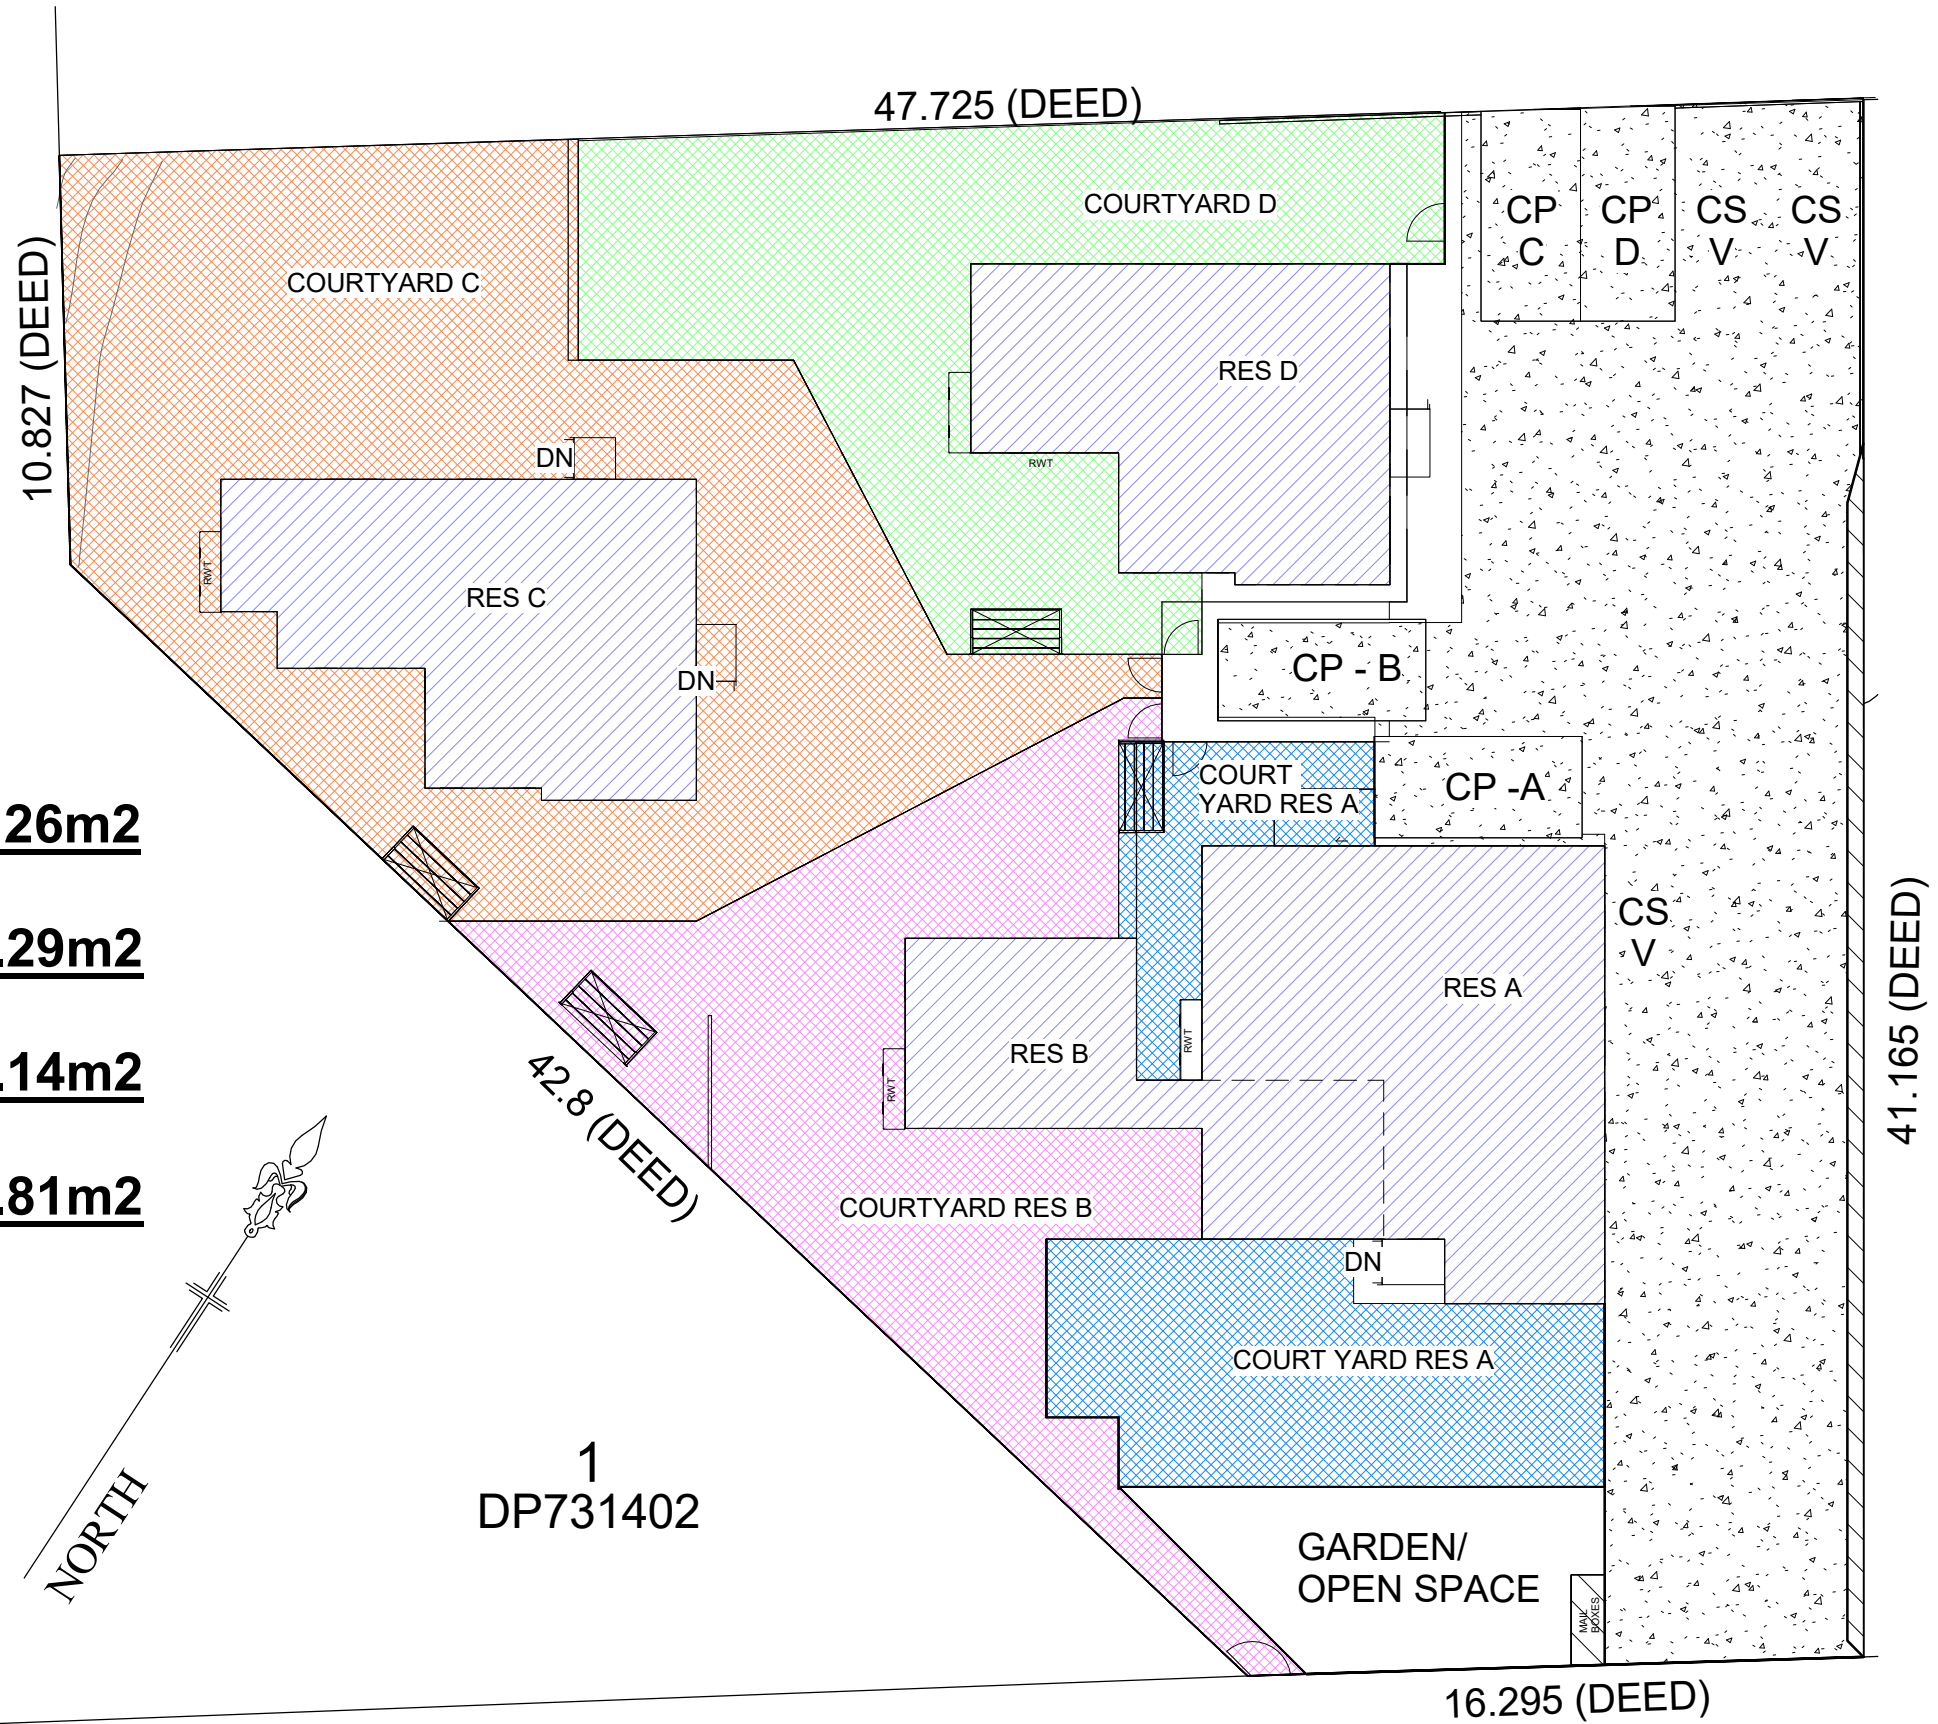 47.725 (DEED)
COURTYARD D
CP
C
CP
D
CS
V
CS
V
COURTYARD C
10.827 (DEED)
RES D
DN
RWT
RWT
RES C
DN
CP - B
COURT
YARD RES A
CP -A
26m2
.29m2
.14m2
.81m2
CS
V
RES A
41.165 (DEED)
RES B
RWT
RWT
42.8 (DEED)
COURTYARD RES B
DN
COURT YARD RES A
NORTH
1
DP731402
GARDEN/
OPEN SPACE
MAIL
BOXES
16.295 (DEED)